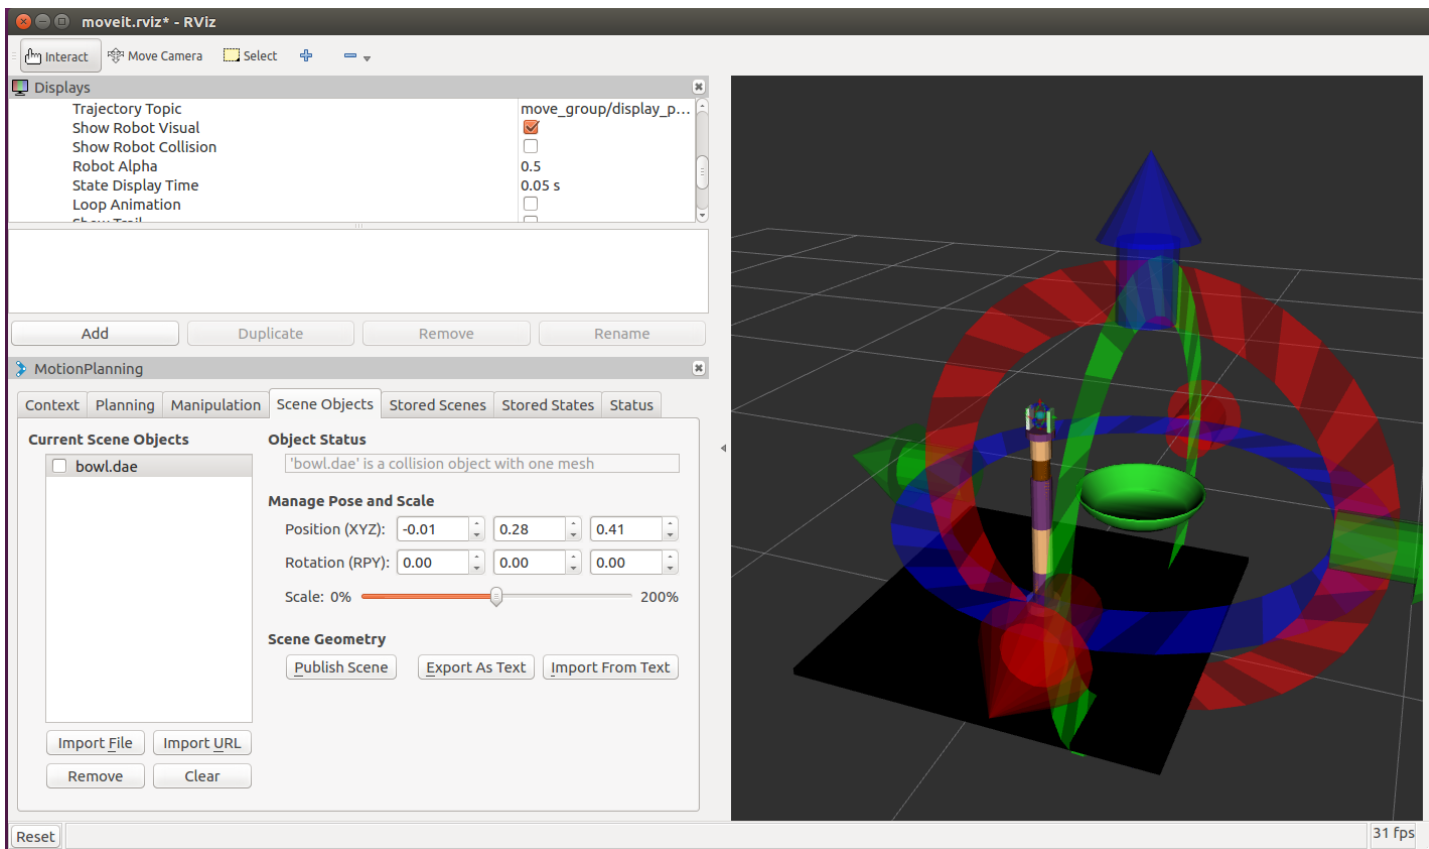 moveit.rviz* - RViz
Interact Move Camera Select
Displays
Trajectory Topic move_group/display_p...
Show Robot Visual
Show Robot Collision
Robot Alpha 0.5
State Display Time 0.05 s
Loop Animation
Show Trail
Add Duplicate Remove Rename
MotionPlanning
Context Planning Manipulation Scene Objects Stored Scenes Stored States Status
Current Scene Objects
bowl.dae
Object Status
'bowl.dae' is a collision object with one mesh
Manage Pose and Scale
Position (XYZ): -0.01 0.28 0.41
Rotation (RPY): 0.00 0.00 0.00
Scale: 0% 200%
Scene Geometry
Publish Scene Export As Text Import From Text
Import File Import URL
Remove Clear
Reset
31 fps